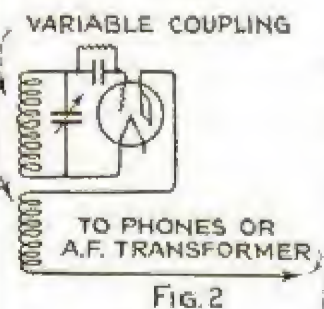 VARIABLE COUPLING
TO PHONES OR
A.F. TRANSFORMER
FIG. 2